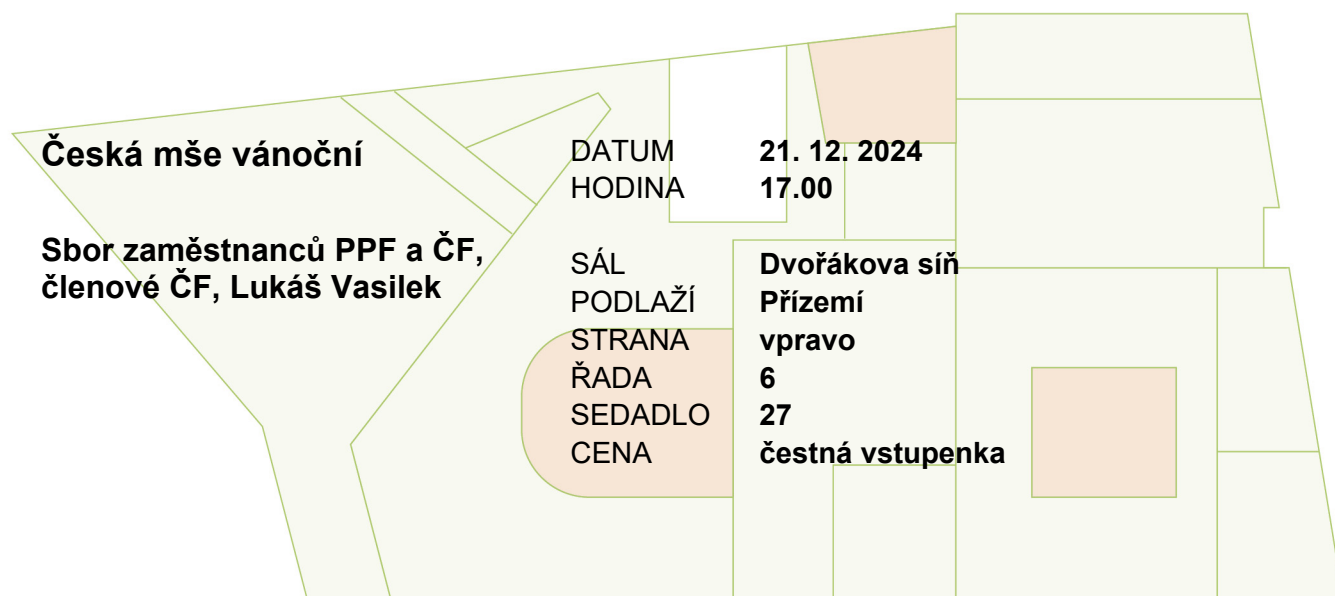 Česká mše vánoční
Sbor zaměstnanců PPF a ČF,
členové ČF, Lukáš Vasilek
DATUM 21. 12. 2024
HODINA 17.00
SÁL Dvořákova síň
PODLAŽÍ Přízemí
STRANA vpravo
ŘADA 6
SEDADLO 27
CENA čestná vstupenka